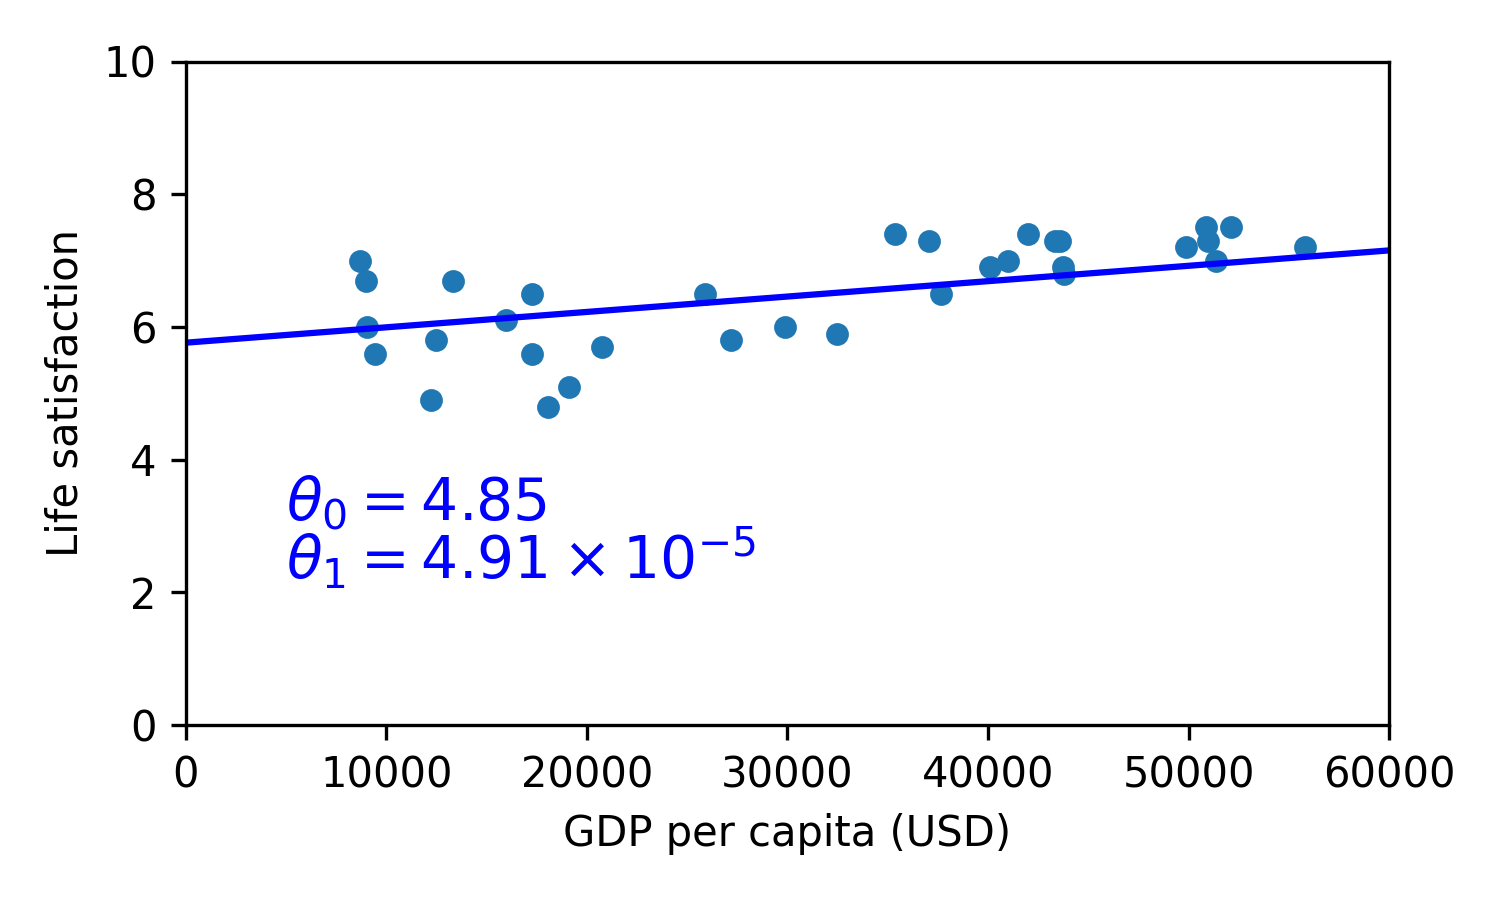 10
8
6
4
2
0
Life satisfaction
θ₀ = 4.85
θ₁ = 4.91 × 10⁻⁵
0 10000 20000 30000 40000 50000 60000
GDP per capita (USD)